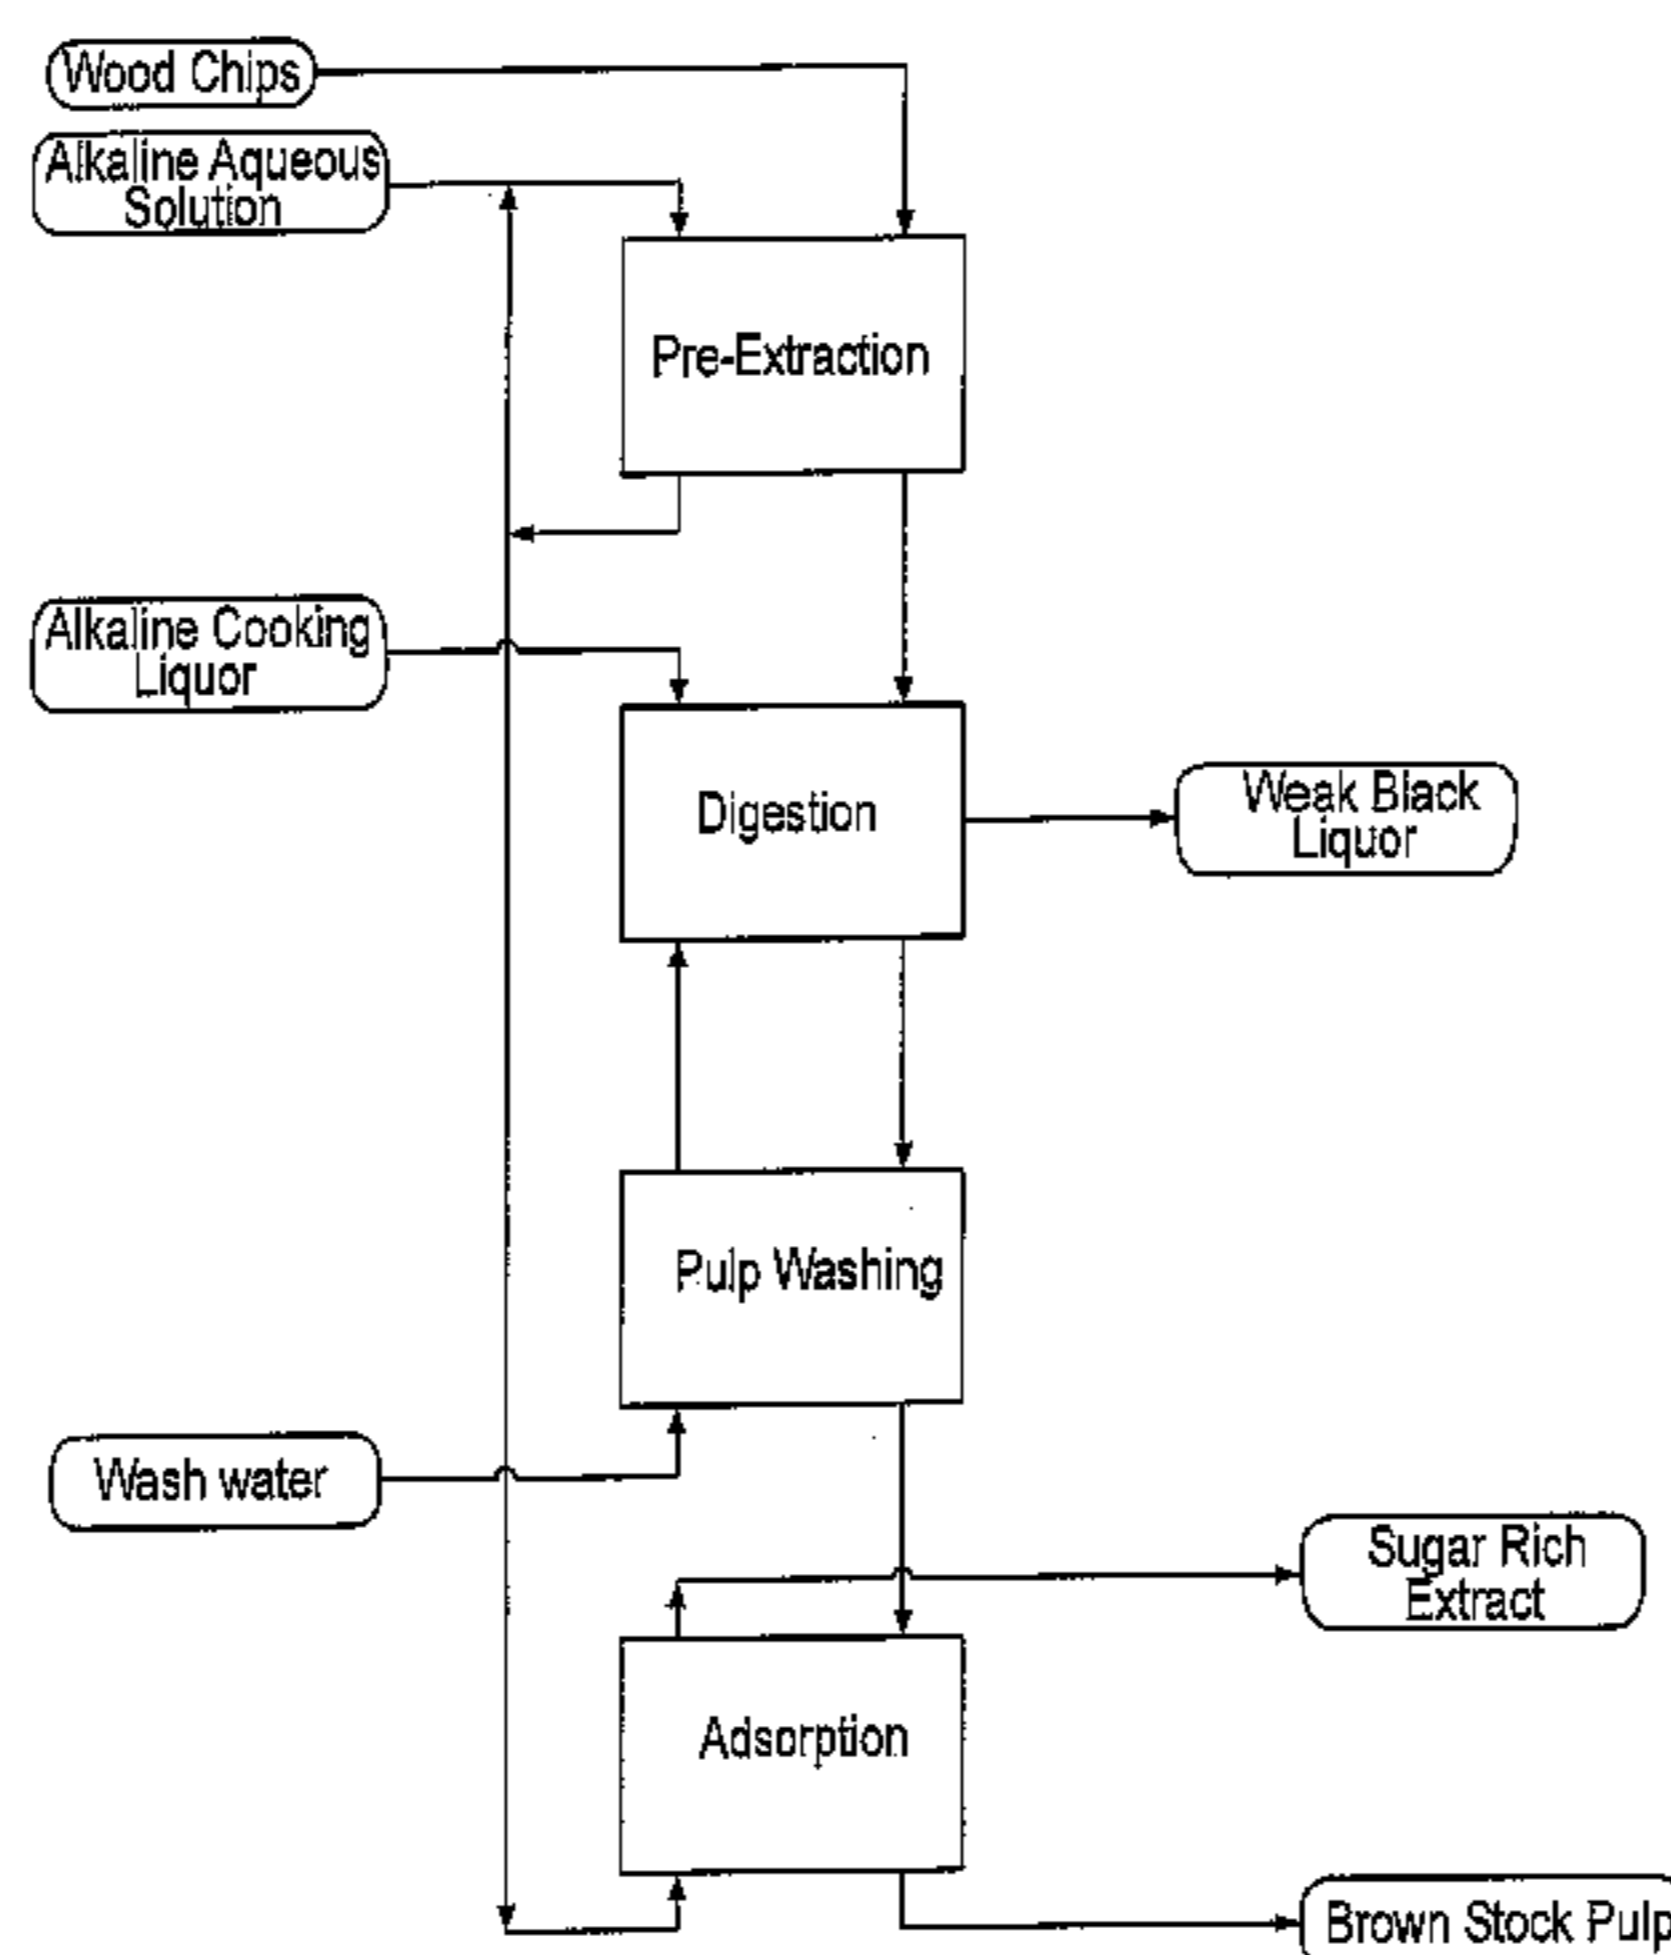 Wood Chips
Alkaline Aqueous
Solution
Pre-Extraction
Alkaline Cooking
Liquor
Digestion
Weak Black
Liquor
Pulp Washing
Wash water
Sugar Rich
Extract
Adsorption
Brown Stock Pulp